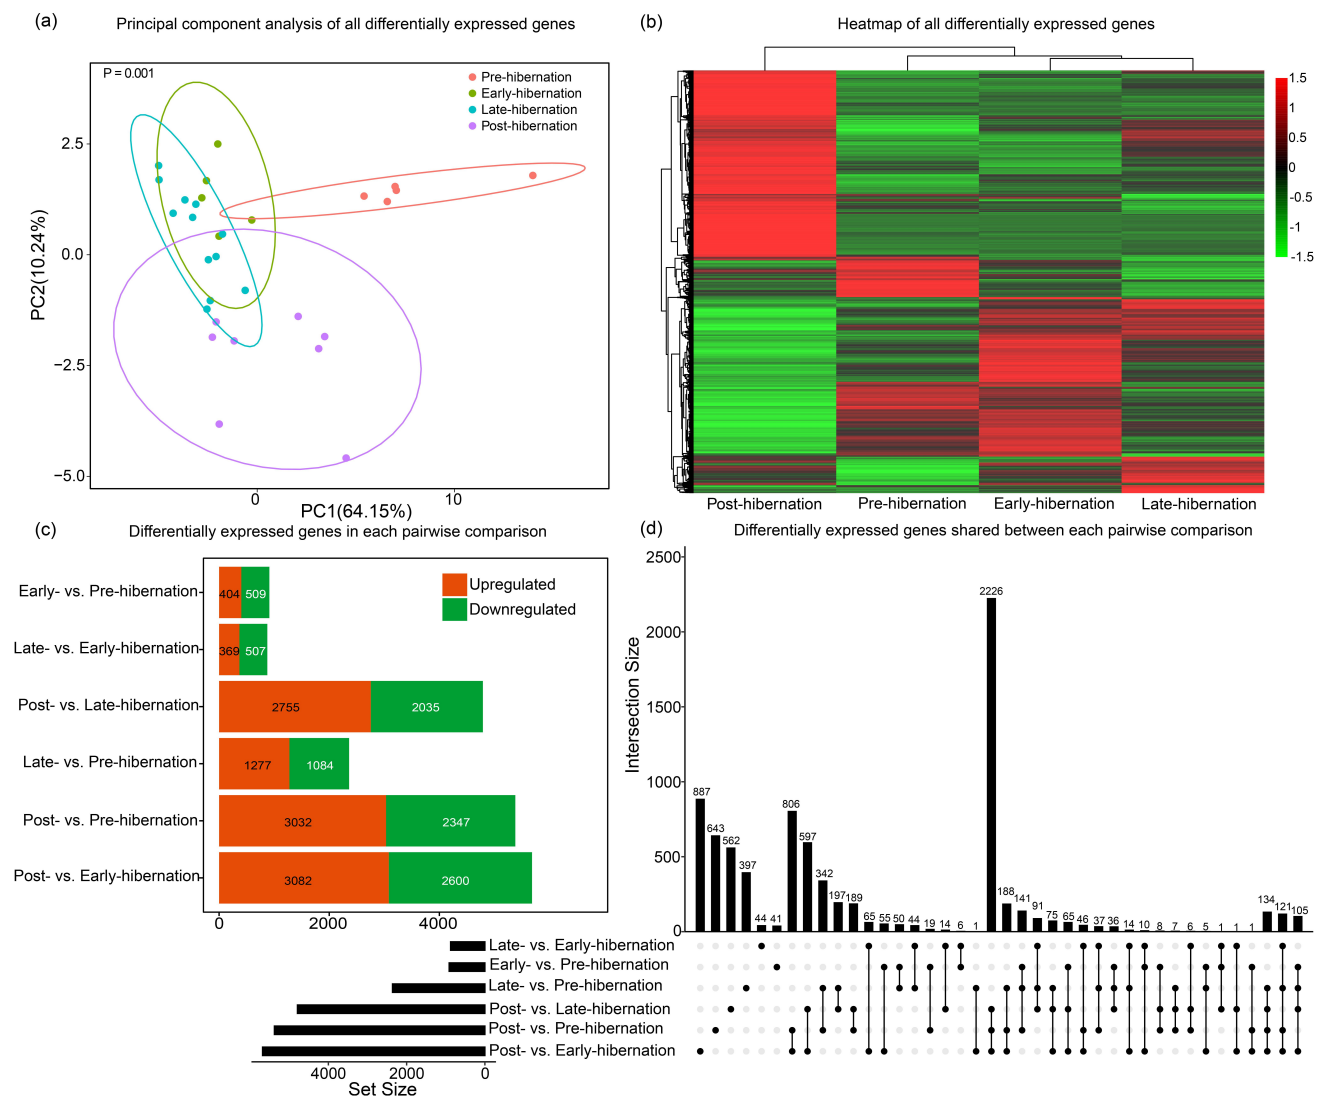 (a)
Principal component analysis of all differentially expressed genes
P = 0.001
Pre-hibernation
Early-hibernation
Late-hibernation
Post-hibernation
2.5
0.0
−2.5
−5.0
PC2(10.24%)
0
10
PC1(64.15%)
(b)
Heatmap of all differentially expressed genes
1.5
1
0.5
0
-0.5
-1
-1.5
Post-hibernation
Pre-hibernation
Early-hibernation
Late-hibernation
(c)
Differentially expressed genes in each pairwise comparison
Upregulated
Downregulated
Early- vs. Pre-hibernation
404
509
Late- vs. Early-hibernation
369
507
Post- vs. Late-hibernation
2755
2035
Late- vs. Pre-hibernation
1277
1084
Post- vs. Pre-hibernation
3032
2347
Post- vs. Early-hibernation
3082
2600
0
2000
4000
(d)
Differentially expressed genes shared between each pairwise comparison
Intersection Size
2500
2000
1500
1000
500
0
887
643
562
397
44
41
806
597
342
197
189
65
55
50
44
19
14
6
1
2226
188
141
91
75
65
46
37
36
14
10
8
7
6
5
1
1
1
134
121
105
Late- vs. Early-hibernation
Early- vs. Pre-hibernation
Late- vs. Pre-hibernation
Post- vs. Late-hibernation
Post- vs. Pre-hibernation
Post- vs. Early-hibernation
4000
2000
0
Set Size